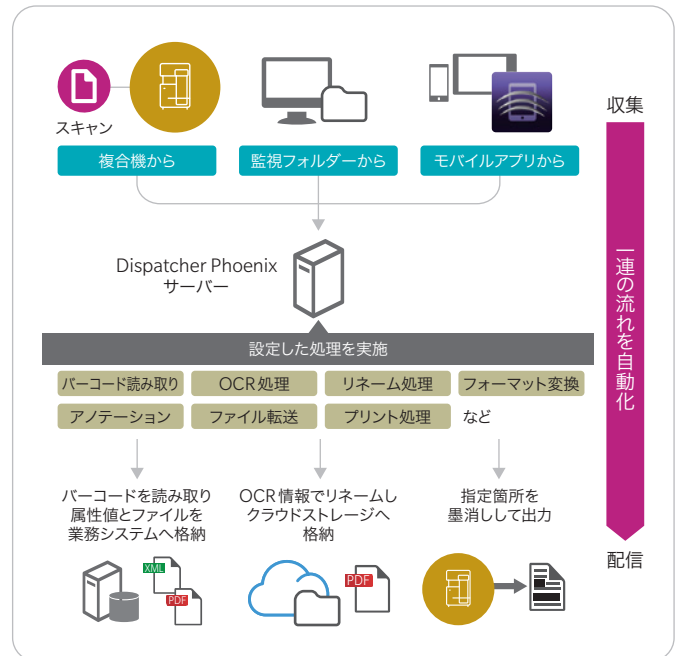 スキャン
収集
複合機から
監視フォルダーから
モバイルアプリから
Dispatcher Phoenix
サーバー
一連の流れを自動化
設定した処理を実施
バーコード読み取り
OCR処理
リネーム処理
フォーマット変換
アノテーション
ファイル転送
プリント処理
など
バーコードを読み取り
属性値とファイルを
業務システムへ格納
OCR情報でリネームし
クラウドストレージへ
格納
指定箇所を
墨消しして出力
配信
XML
PDF
PDF